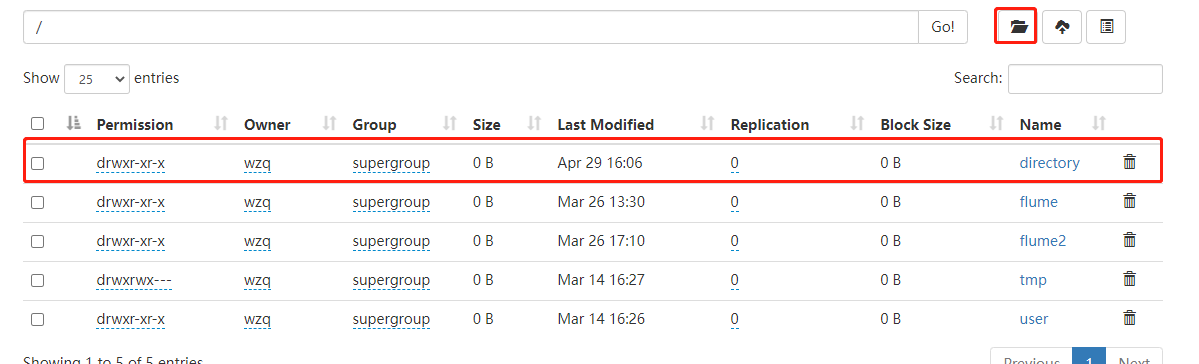 / Go!
Show 25 entries Search:
Permission Owner Group Size Last Modified Replication Block Size Name
drwxr-xr-x wzq supergroup 0 B Apr 29 16:06 0 0 B directory
drwxr-xr-x wzq supergroup 0 B Mar 26 13:30 0 0 B flume
drwxr-xr-x wzq supergroup 0 B Mar 26 17:10 0 0 B flume2
drwxrwx--- wzq supergroup 0 B Mar 14 16:27 0 0 B tmp
drwxr-xr-x wzq supergroup 0 B Mar 14 16:26 0 0 B user
Showing 1 to 5 of 5 entries Previous 1 Next